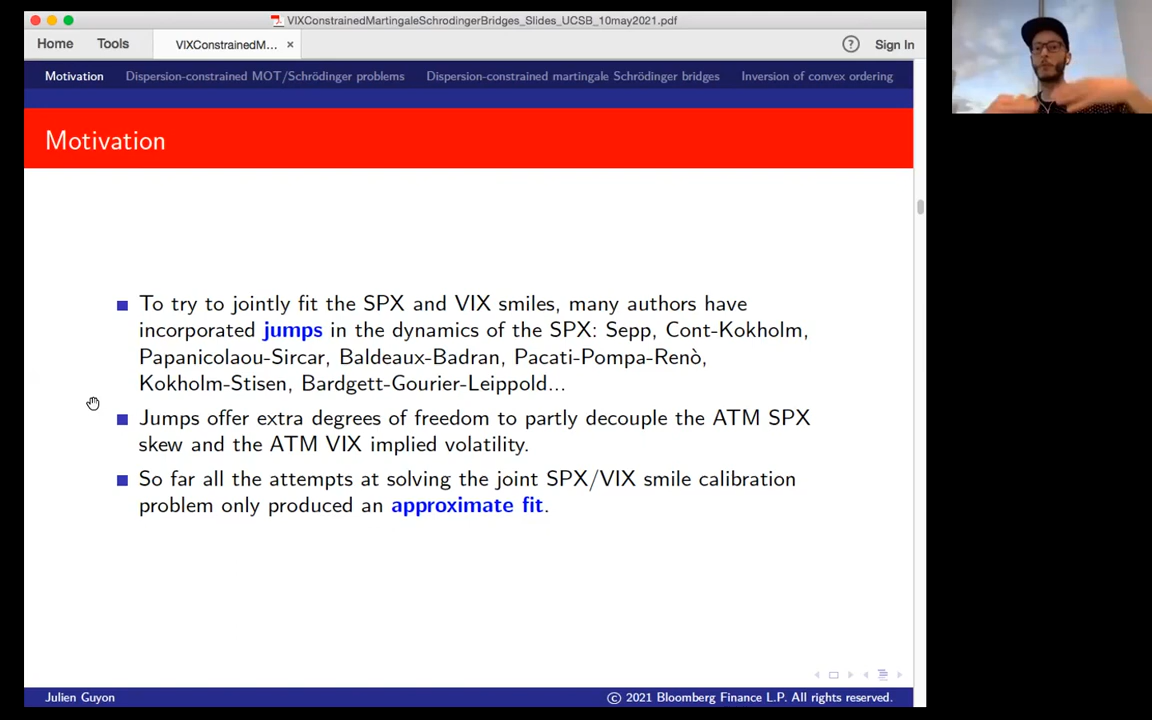 VIXConstrainedMartingaleSchrodingerBridges_Slides_UCSB_10may2021.pdf
Home Tools VIXConstrainedM... × ? Sign In
Motivation Dispersion-constrained MOT/Schrödinger problems Dispersion-constrained martingale Schrödinger bridges Inversion of convex ordering
Motivation
To try to jointly fit the SPX and VIX smiles, many authors have
incorporated jumps in the dynamics of the SPX: Sepp, Cont-Kokholm,
Papanicolaou-Sircar, Baldeaux-Badran, Pacati-Pompa-Renò,
Kokholm-Stisen, Bardgett-Gourier-Leippold...
Jumps offer extra degrees of freedom to partly decouple the ATM SPX
skew and the ATM VIX implied volatility.
So far all the attempts at solving the joint SPX/VIX smile calibration
problem only produced an approximate fit.
Julien Guyon © 2021 Bloomberg Finance L.P. All rights reserved.